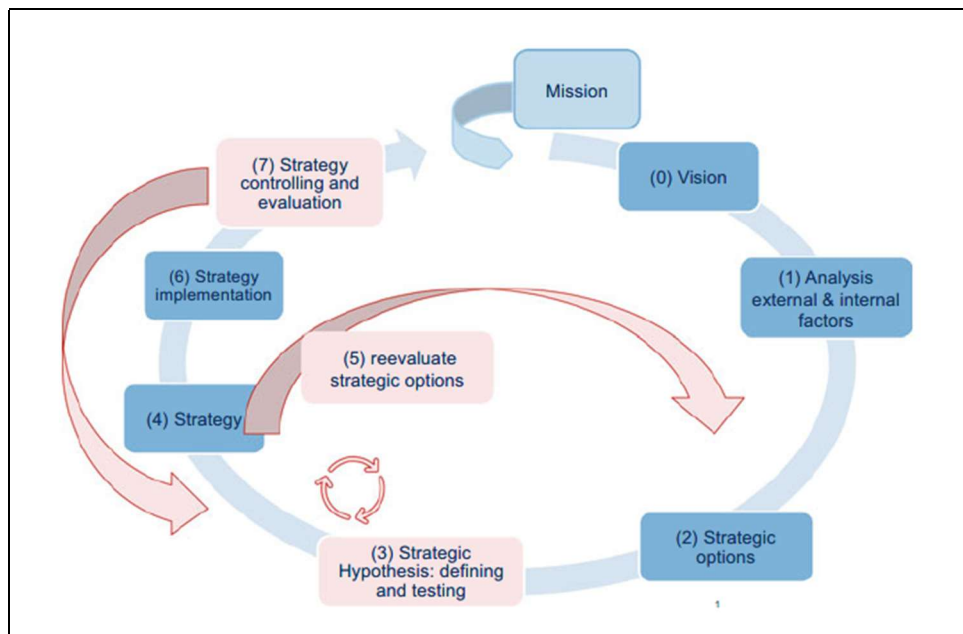 Mission
(0) Vision
(1) Analysis
external & internal
factors
(2) Strategic
options
(3) Strategic
Hypothesis: defining
and testing
(4) Strategy
(5) reevaluate
strategic options
(6) Strategy
implementation
(7) Strategy
controlling and
evaluation
1